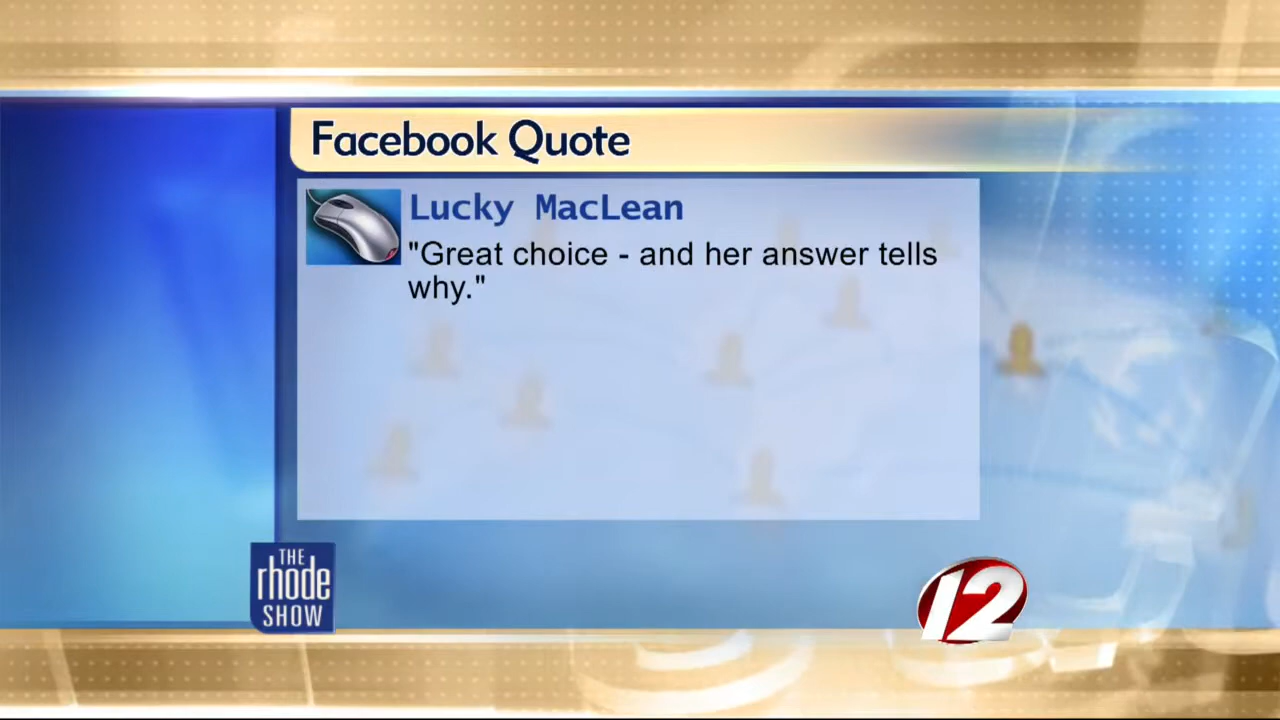 Facebook Quote
Lucky MacLean
"Great choice - and her answer tells
why."
THE
rhode
SHOW
12